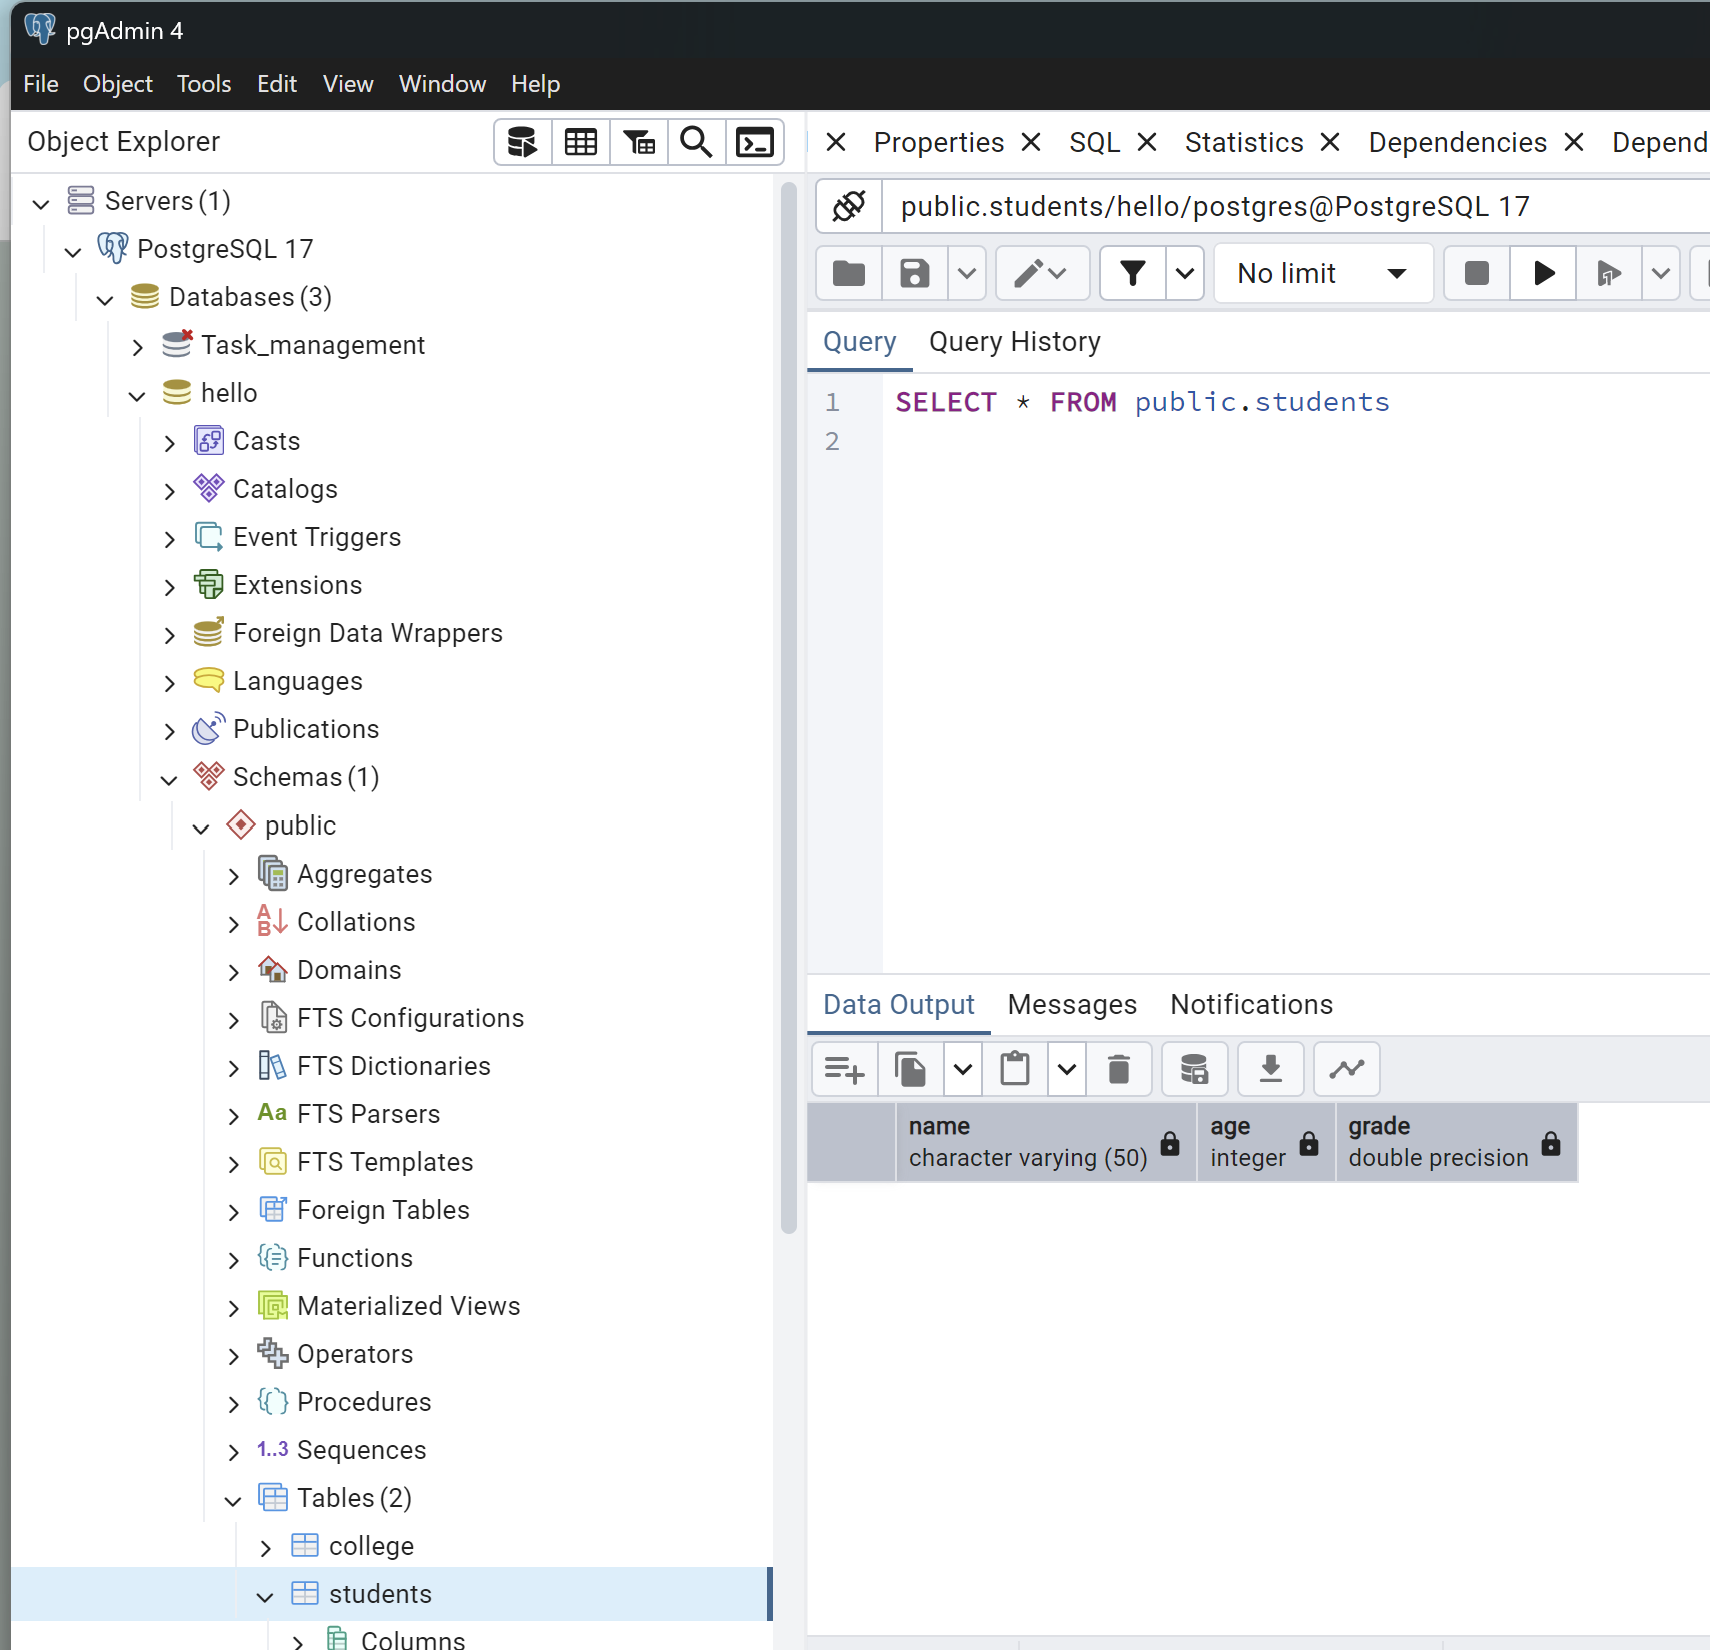 pgAdmin 4
File Object Tools Edit View Window Help
Object Explorer
Servers (1)
PostgreSQL 17
Databases (3)
Task_management
hello
Casts
Catalogs
Event Triggers
Extensions
Foreign Data Wrappers
Languages
Publications
Schemas (1)
public
Aggregates
Collations
Domains
FTS Configurations
FTS Dictionaries
Aa FTS Parsers
FTS Templates
Foreign Tables
Functions
Materialized Views
Operators
Procedures
1..3 Sequences
Tables (2)
college
students
Columns
Properties SQL Statistics Dependencies Depend
public.students/hello/postgres@PostgreSQL 17
No limit
Query Query History
1 SELECT * FROM public.students
2
Data Output Messages Notifications
name age grade
character varying (50) integer double precision